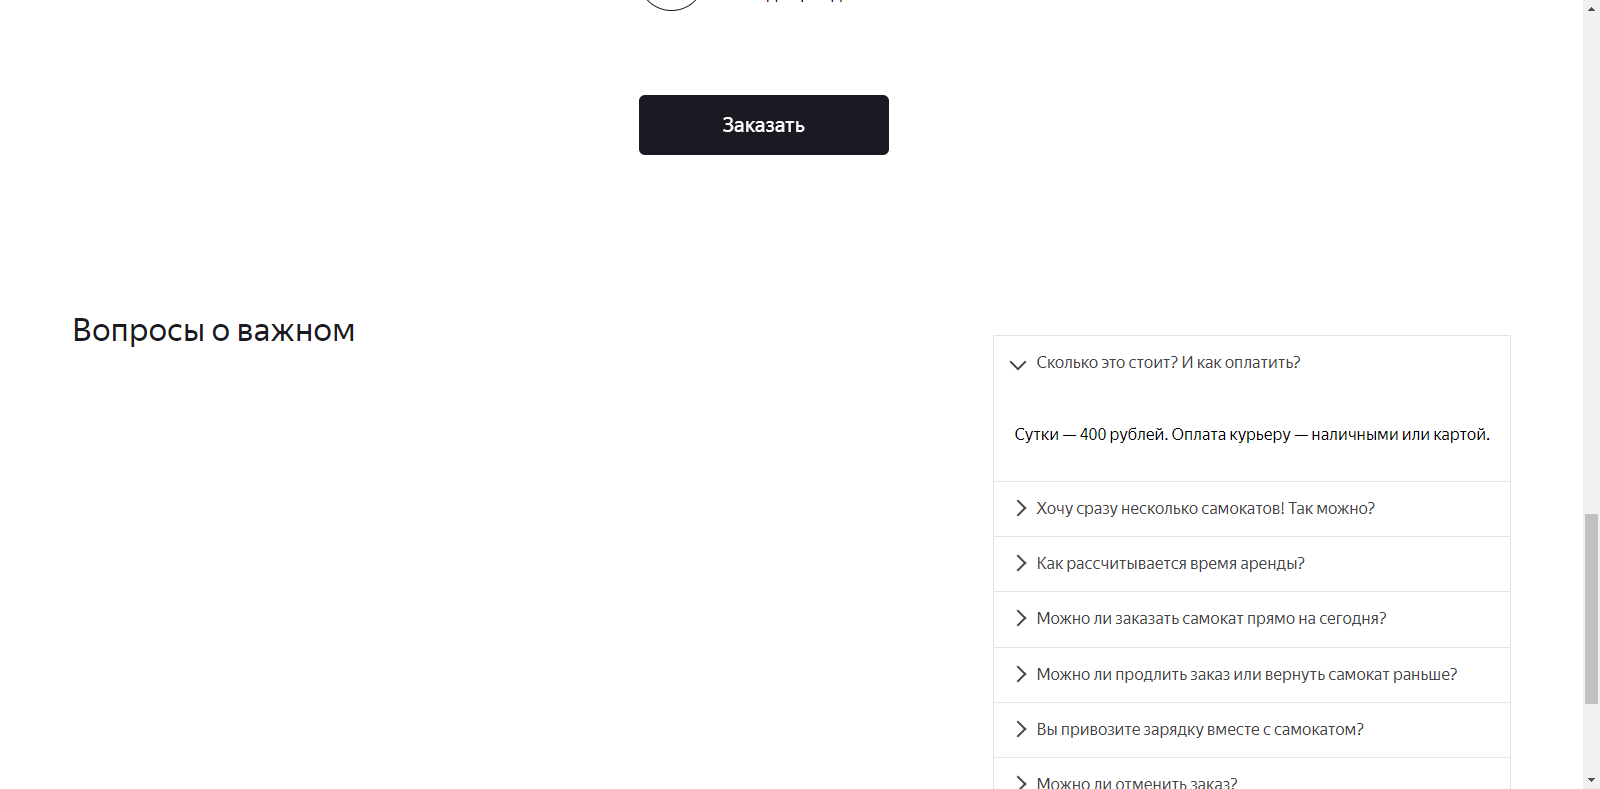 Заказать
Вопросы о важном
Сколько это стоит? И как оплатить?
Сутки — 400 рублей. Оплата курьеру — наличными или картой.
Хочу сразу несколько самокатов! Так можно?
Как рассчитывается время аренды?
Можно ли заказать самокат прямо на сегодня?
Можно ли продлить заказ или вернуть самокат раньше?
Вы привозите зарядку вместе с самокатом?
Можно ли отменить заказ?